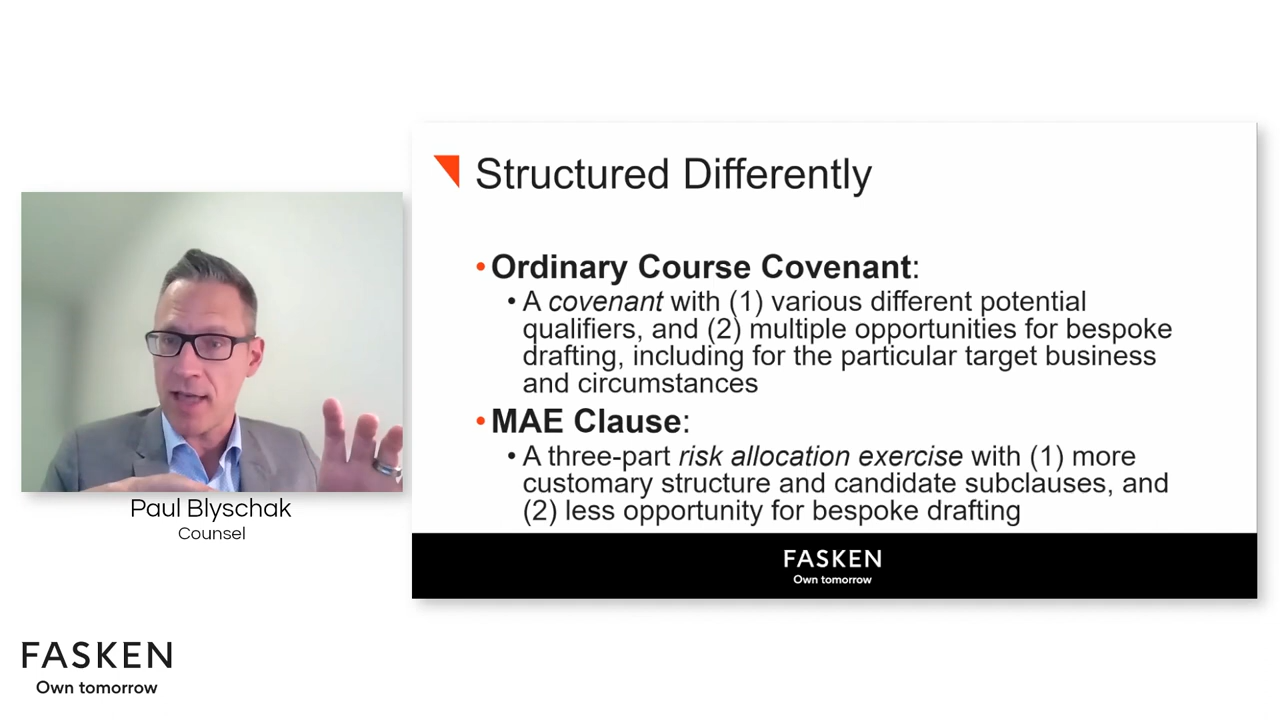 Structured Differently
• Ordinary Course Covenant:
• A covenant with (1) various different potential
qualifiers, and (2) multiple opportunities for bespoke
drafting, including for the particular target business
and circumstances
• MAE Clause:
• A three-part risk allocation exercise with (1) more
customary structure and candidate subclauses, and
(2) less opportunity for bespoke drafting
FASKEN
Own tomorrow
Paul Blyschak
Counsel
FASKEN
Own tomorrow